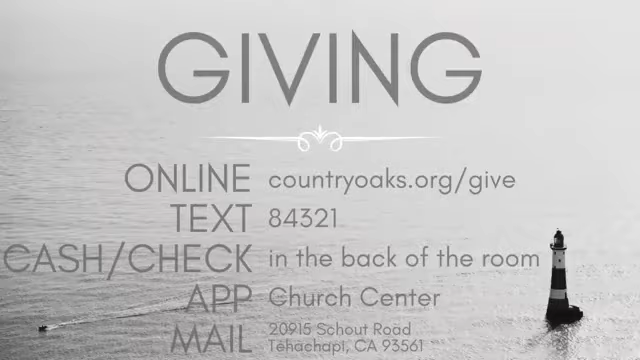 GIVING
ONLINE countryoaks.org/give
TEXT 84321
CASH/CHECK in the back of the room
APP Church Center
MAIL 20915 Schout Road
Tehachapi, CA 93561